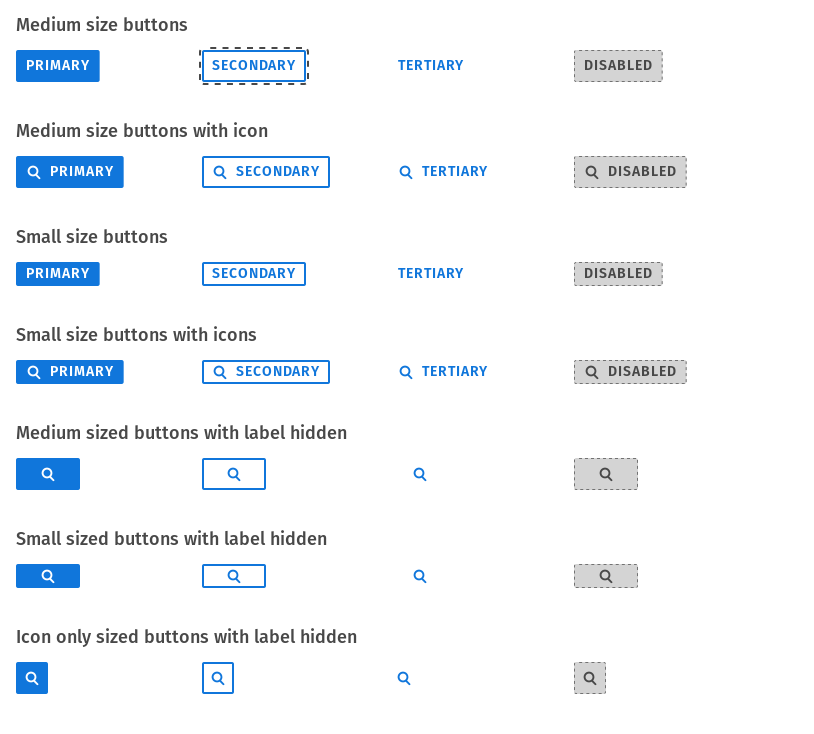 Medium size buttons
PRIMARY SECONDARY TERTIARY DISABLED
Medium size buttons with icon
PRIMARY SECONDARY TERTIARY DISABLED
Small size buttons
PRIMARY SECONDARY TERTIARY DISABLED
Small size buttons with icons
PRIMARY SECONDARY TERTIARY DISABLED
Medium sized buttons with label hidden
Small sized buttons with label hidden
Icon only sized buttons with label hidden